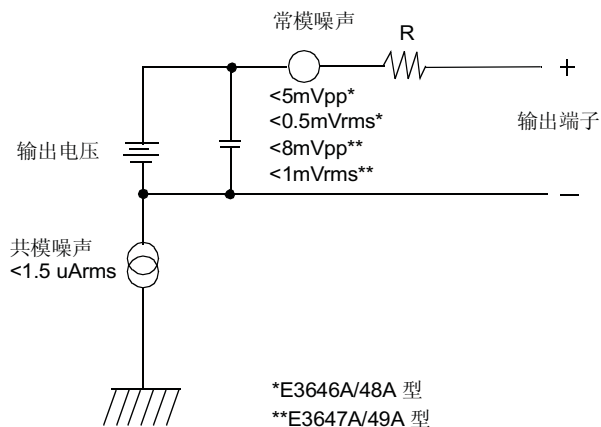 常模噪声
R
+
<5mVpp*
<0.5mVrms*
<8mVpp**
<1mVrms**
输出端子
输出电压
−
共模噪声
<1.5 uArms
*E3646A/48A 型
**E3647A/49A 型